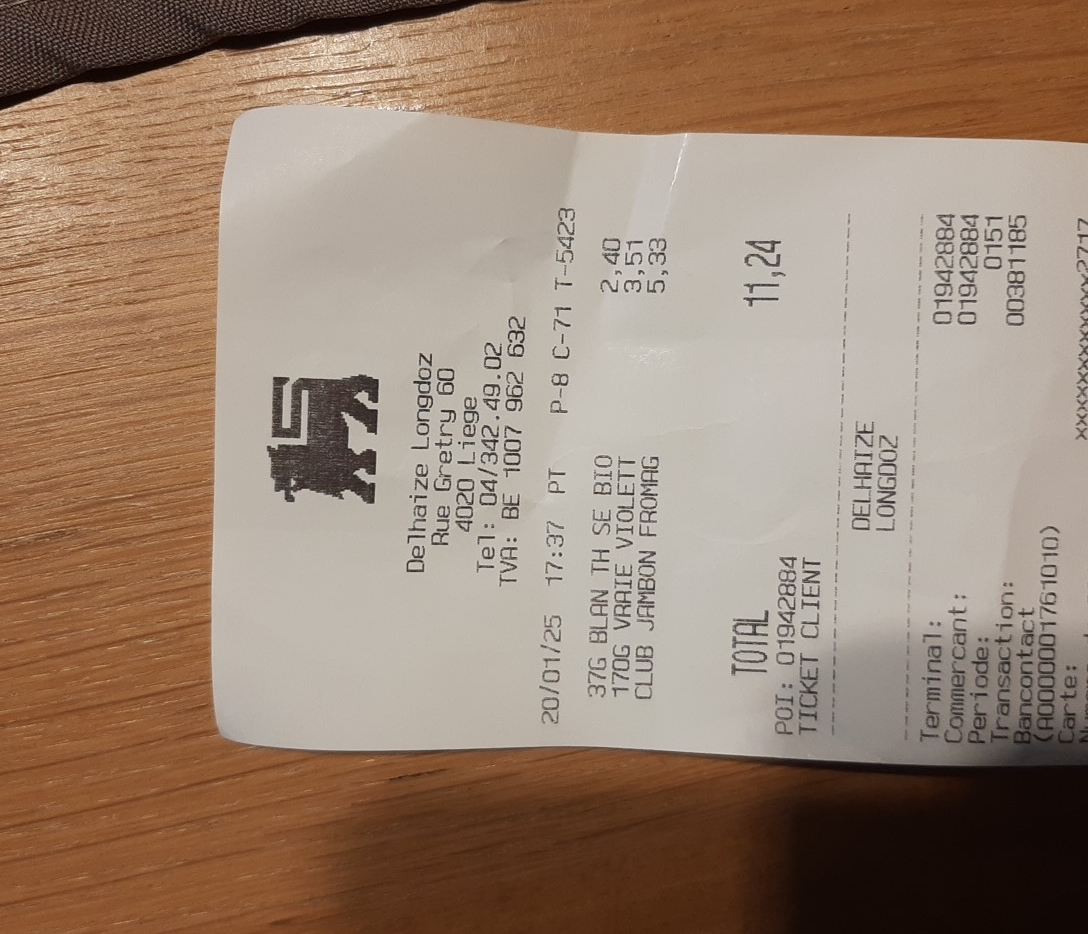 Delhaize Longdoz
Rue Gretry 60
4020 Liege
Tel: 04/342.49.02
TVA: BE 1007 962 632
20/01/25 17:37 PT P-8 C-71 T-5423
37G BLAN TH SE BIO 2,40
170G VRAIE VIOLETT 3,51
CLUB JAMBON FROMAG 5,33
TOTAL 11,24
POI: 01942884
TICKET CLIENT
DELHAIZE
LONGDOZ
Terminal: 01942884
Commercant: 01942884
Periode: 0151
Transaction: 00381185
Bancontact
(A0000001761010)
Carte: